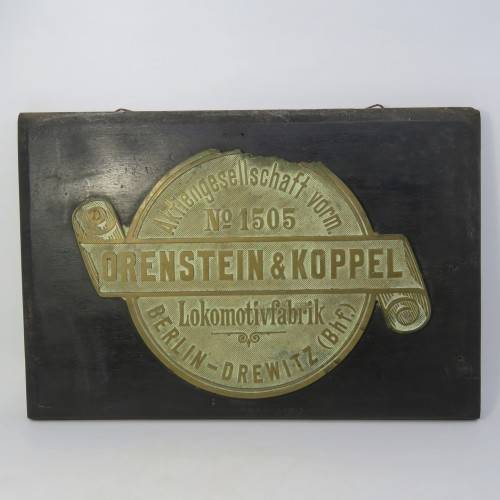 Aktiengesellschaft vorm.
No 1505
ORENSTEIN & KOPPEL
Lokomotivfabrik
BERLIN-DREWITZ (Bhf.)